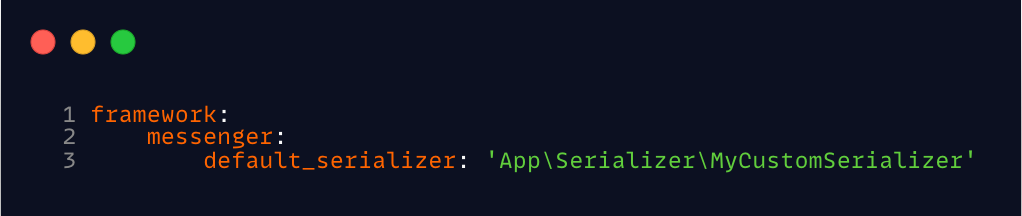 1 framework:
2     messenger:
3         default_serializer: 'App\Serializer\MyCustomSerializer'